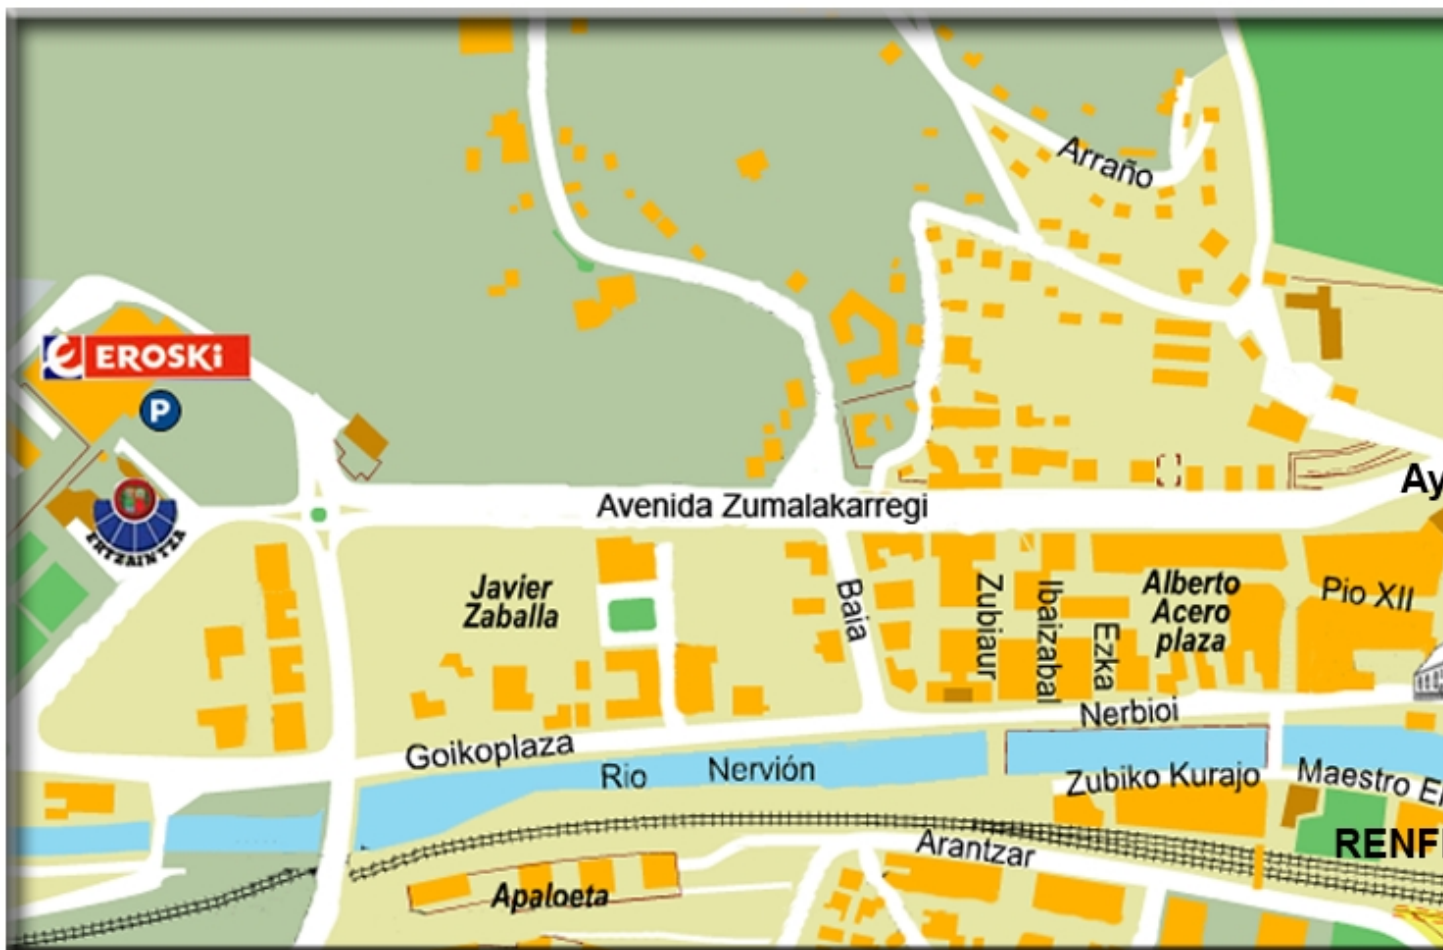 Arraño
EROSKi
P
Ay
Avenida Zumalakarregi
ERTZAINTZA
Javier
Zaballa
Baia
Zubiaur
Ibaizabal
Ezka
Alberto
Acero
plaza
Pio XII
Nerbioi
Goikoplaza
Rio Nervión
Zubiko Kurajo
Maestro El
RENF
Arantzar
Apaloeta